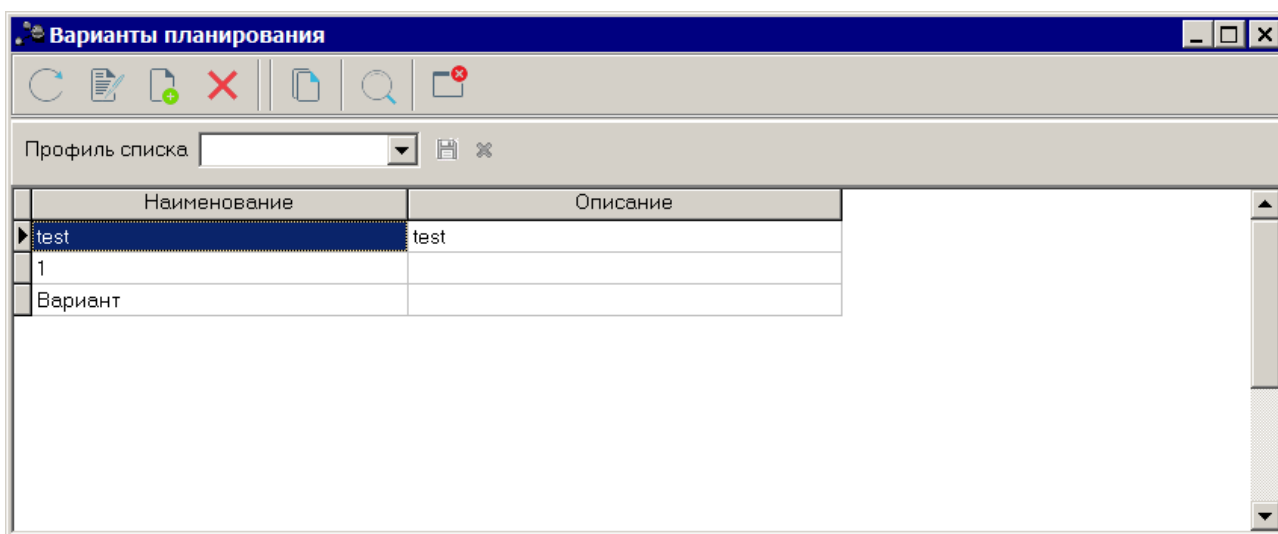 Варианты планирования
Профиль списка
Наименование Описание
test test
1
Вариант